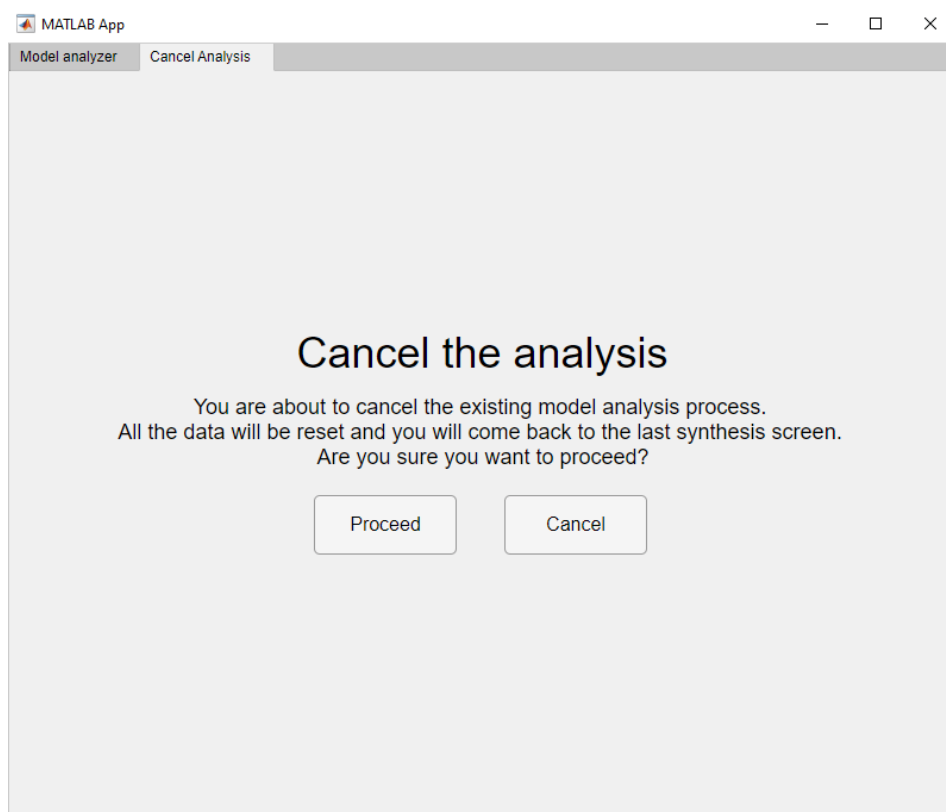 MATLAB App
Model analyzer
Cancel Analysis
Cancel the analysis
You are about to cancel the existing model analysis process.
All the data will be reset and you will come back to the last synthesis screen.
Are you sure you want to proceed?
Proceed
Cancel